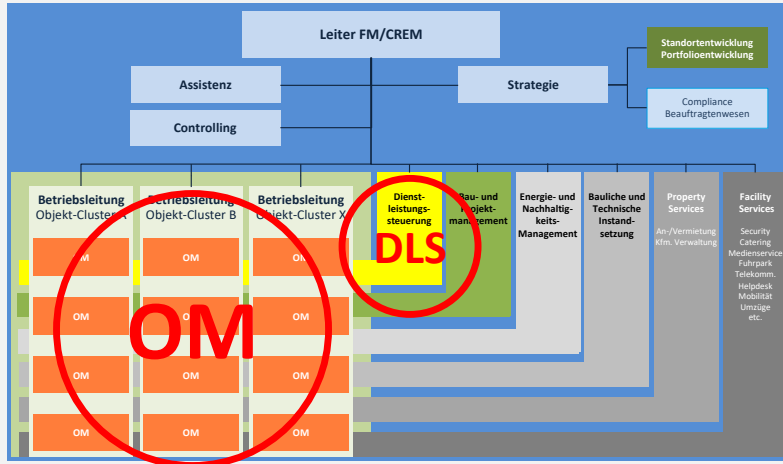 Leiter FM/CREM
Assistenz
Strategie
Controlling
Standortentwicklung
Portfolioentwicklung
Compliance
Beauftragtenwesen
Betriebsleitung
Objekt-Cluster
Betriebsleitung
Objekt-Cluster B
Betriebsleitung
Objekt-Cluster X
Dienst-
leistungs-
steuerung
Bau- und
Projekt-
management
Energie- und
Nachhaltig-
keits-
Management
Bauliche und
Technische
Instand-
setzung
Property
Services
An-/Vermietung
Kfm. Verwaltung
Facility
Services
Security
Catering
Medienservice
Fuhrpark
Telekomm.
Helpdesk
Mobilität
Umzüge
etc.
DLS
OM
OM OM OM
OM OM OM
OM OM OM
OM OM OM